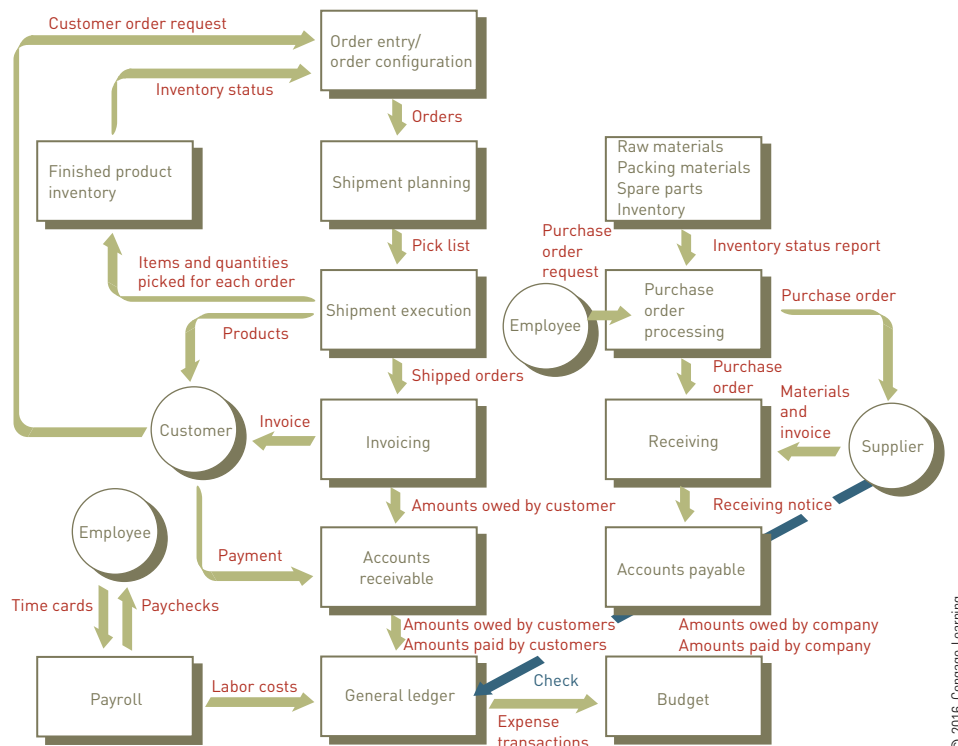 Customer order request
Order entry/
order configuration
Inventory status
Orders
Finished product
inventory
Shipment planning
Raw materials
Packing materials
Spare parts
Inventory
Pick list
Purchase
order
request
Inventory status report
Items and quantities
picked for each order
Shipment execution
Employee
Purchase
order
processing
Purchase order
Products
Shipped orders
Purchase
order
Materials
and
invoice
Customer
Invoice
Invoicing
Receiving
Supplier
Amounts owed by customer
Receiving notice
Employee
Payment
Accounts
receivable
Accounts payable
Time cards
Paychecks
Amounts owed by customers
Amounts paid by customers
Amounts owed by company
Amounts paid by company
Payroll
Labor costs
General ledger
Check
Budget
Expense
transactions
© 2016 Cengage Learning